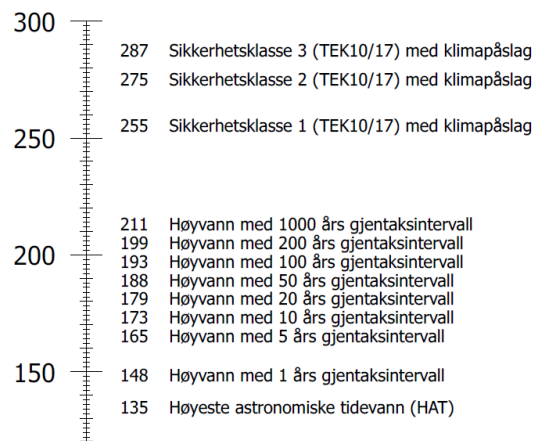 300
287 Sikkerhetsklasse 3 (TEK10/17) med klimapåslag
275 Sikkerhetsklasse 2 (TEK10/17) med klimapåslag
255 Sikkerhetsklasse 1 (TEK10/17) med klimapåslag
250
211 Høyvann med 1000 års gjentaksintervall
199 Høyvann med 200 års gjentaksintervall
200
193 Høyvann med 100 års gjentaksintervall
188 Høyvann med 50 års gjentaksintervall
179 Høyvann med 20 års gjentaksintervall
173 Høyvann med 10 års gjentaksintervall
165 Høyvann med 5 års gjentaksintervall
150
148 Høyvann med 1 års gjentaksintervall
135 Høyeste astronomiske tidevann (HAT)